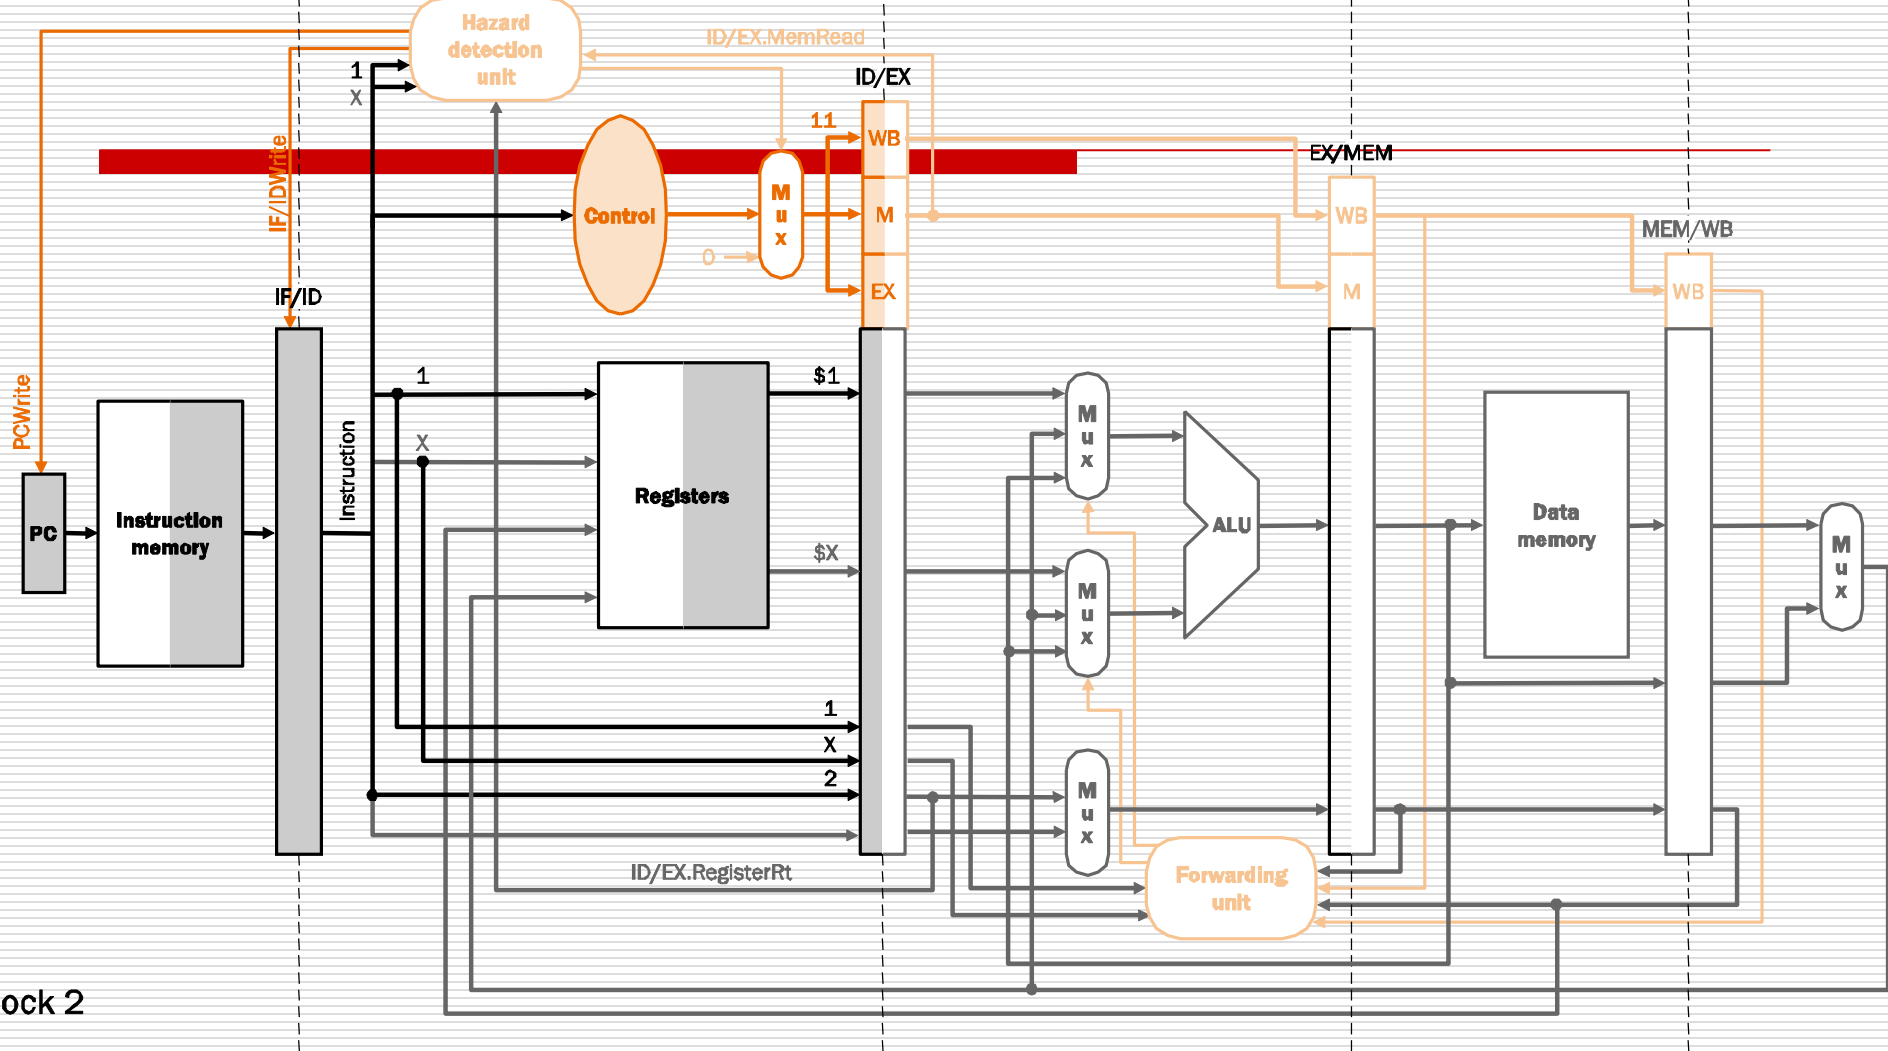 Hazard
detection
unit
ID/EX.MemRead
1
X
ID/EX
11
WB
IF/IDWrite
EX/MEM
M
u
x
Control
M
WB
MEM/WB
0
EX
M
WB
IF/ID
PCWrite
1
$1
Instruction
X
M
u
x
Registers
PC
Instruction
memory
ALU
Data
memory
M
u
x
$X
M
u
x
1
X
2
M
u
x
ID/EX.RegisterRt
Forwarding
unit
ock 2